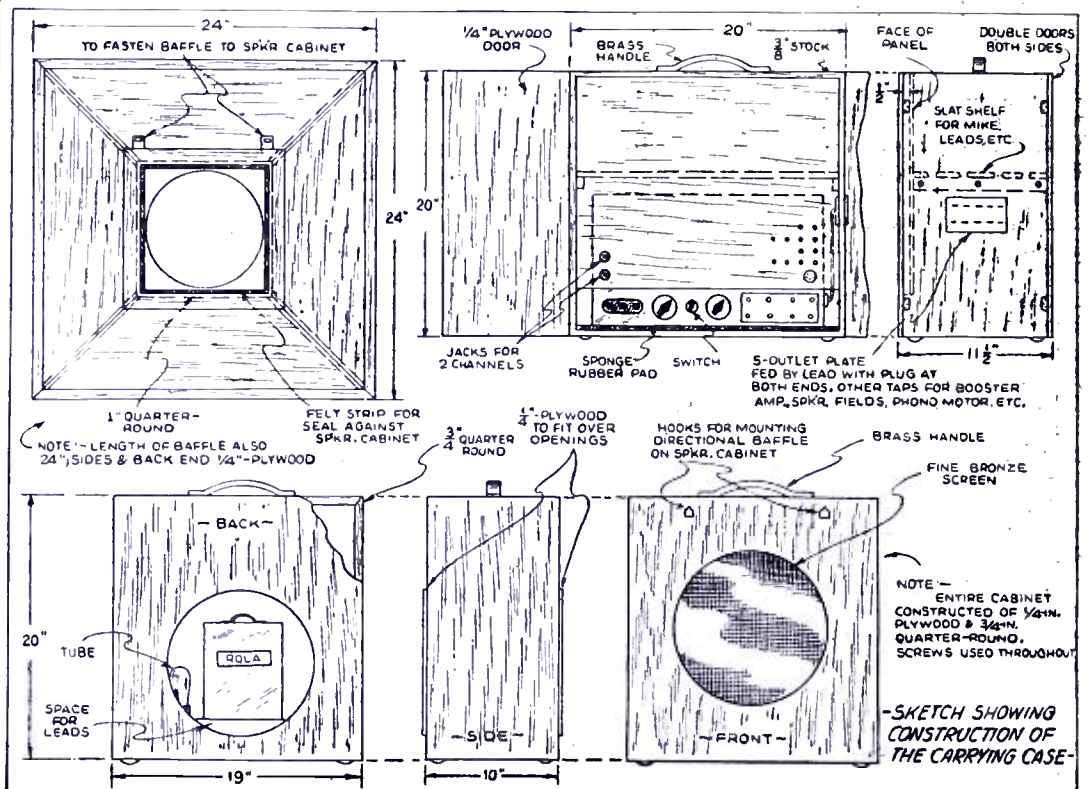 24"
TO FASTEN BAFFLE TO SPKR CABINET
24"
1" QUARTER-
ROUND
FELT STRIP FOR
SEAL AGAINST
SPKR. CABINET
NOTE:- LENGTH OF BAFFLE ALSO
24", SIDES & BACK END 1/4"-PLYWOOD
1/4" PLYWOOD
DOOR
BRASS
HANDLE
20"
3/8" STOCK
20"
JACKS FOR
2 CHANNELS
SPONGE
RUBBER PAD
SWITCH
FACE OF
PANEL
DOUBLE DOORS
BOTH SIDES
SLAT SHELF
FOR MIKE,
LEADS, ETC.
11 1/2"
5-OUTLET PLATE
FED BY LEAD WITH PLUG AT
BOTH ENDS. OTHER TAPS FOR BOOSTER
AMP., SPKR. FIELDS, PHONO MOTOR, ETC.
3/4" QUARTER
ROUND
-BACK-
20"
TUBE
ROLA
SPACE
FOR
LEADS
19"
1/4"-PLYWOOD
TO FIT OVER
OPENINGS
-SIDE-
10"
HOOKS FOR MOUNTING
DIRECTIONAL BAFFLE
ON SPKR. CABINET
BRASS HANDLE
FINE BRONZE
SCREEN
-FRONT-
NOTE:-
ENTIRE CABINET
CONSTRUCTED OF 1/4-IN.
PLYWOOD & 3/4-IN.
QUARTER-ROUND.
SCREWS USED THROUGHOUT
-SKETCH SHOWING
CONSTRUCTION OF
THE CARRYING CASE-